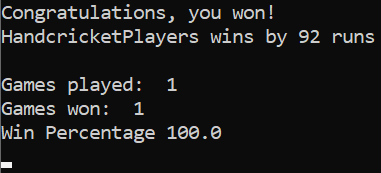 Congratulations, you won!
HandcricketPlayers wins by 92 runs
Games played:  1
Games won:  1
Win Percentage 100.0